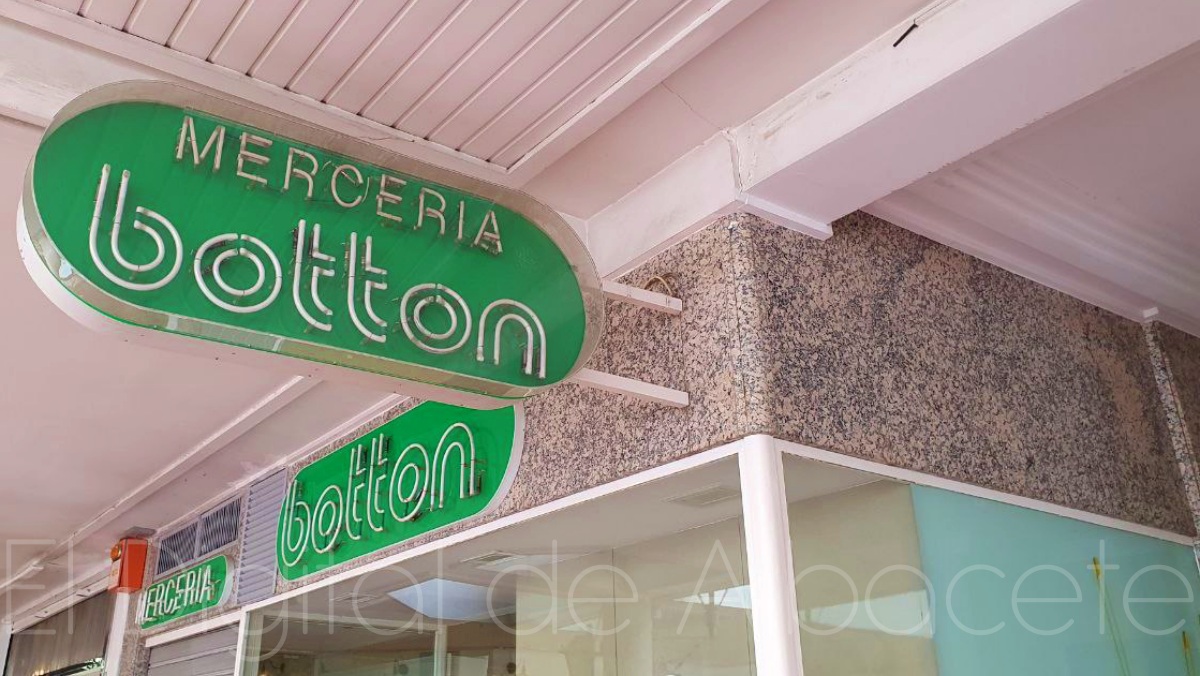 MERCERIA
botton
botton
MERCERIA
El Digital de Albacete